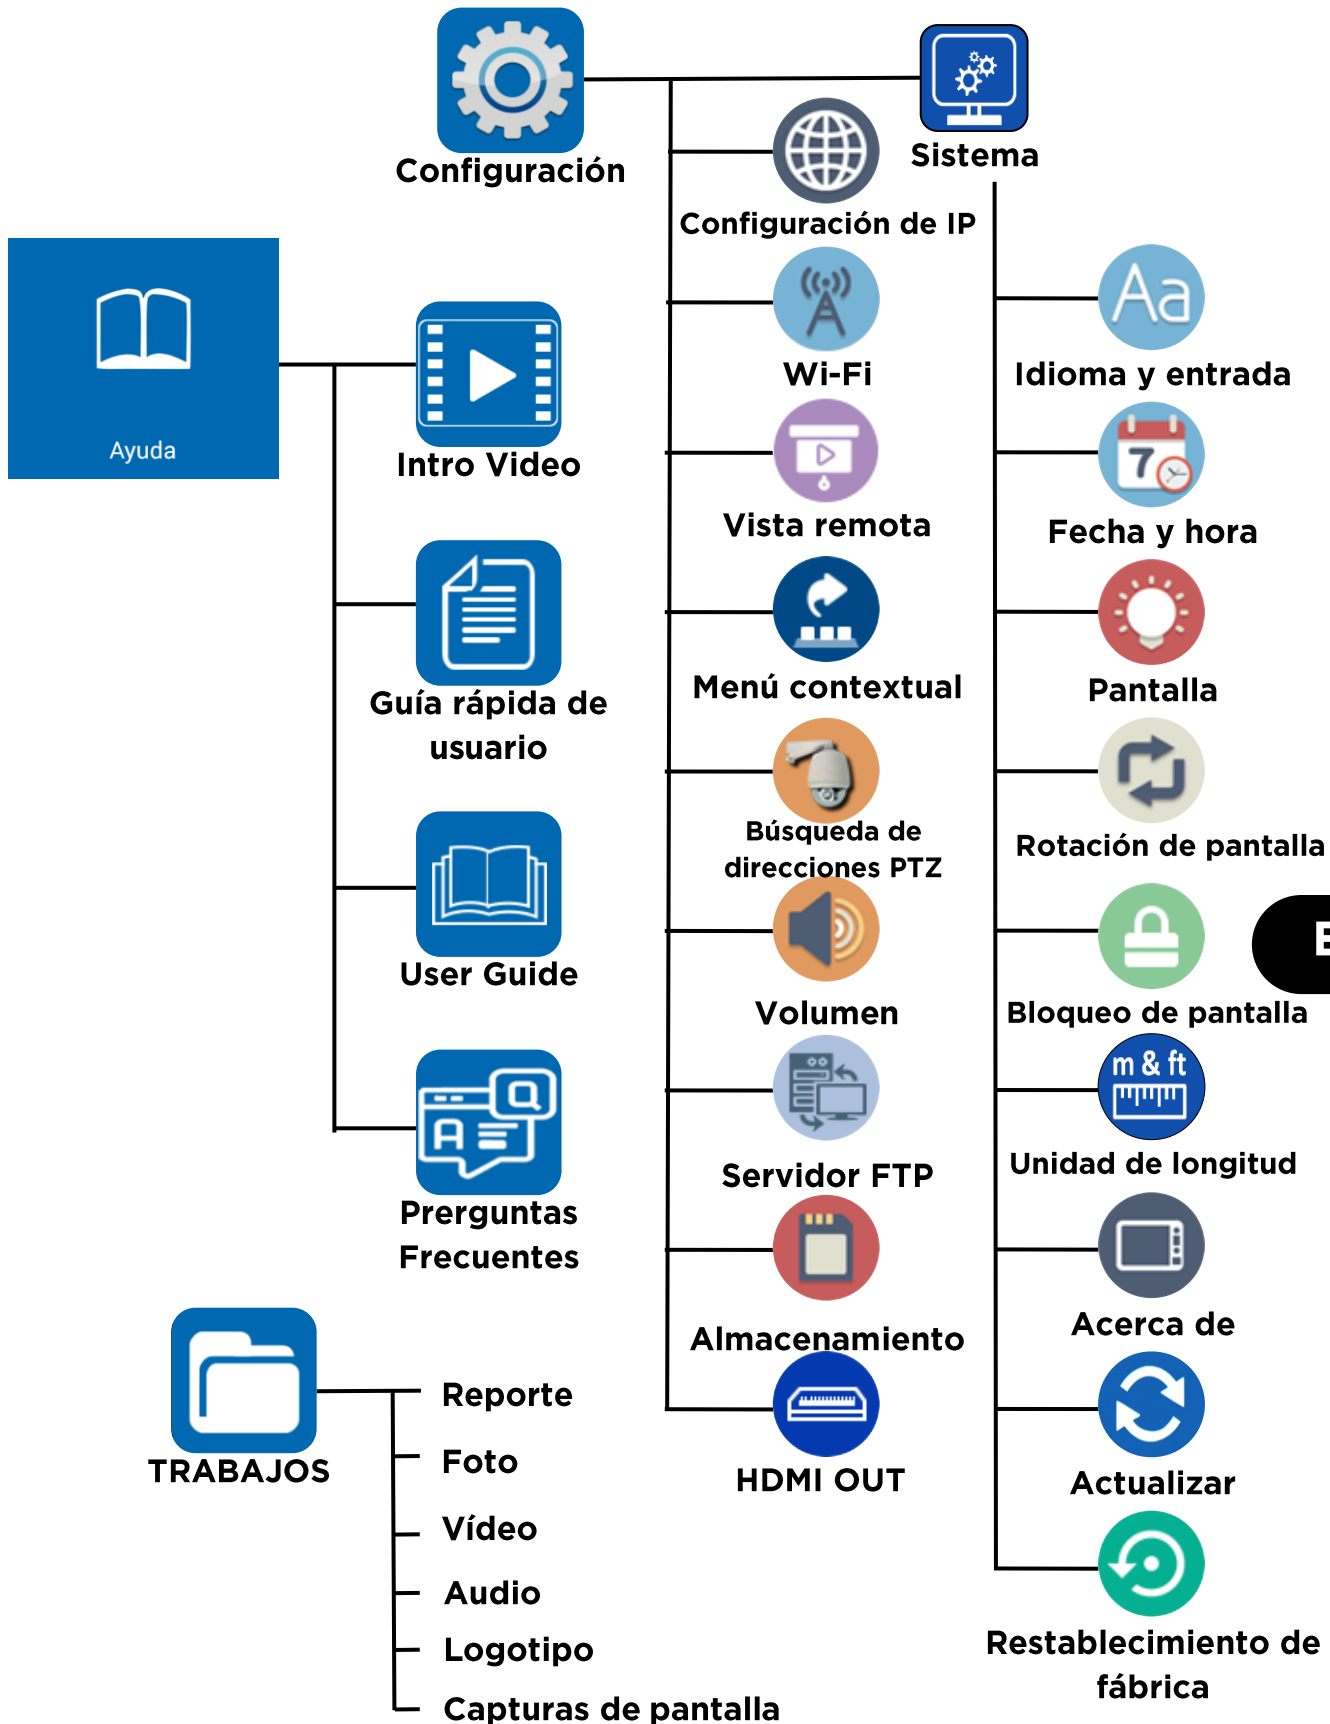 Configuración
Sistema
Configuración de IP
Wi-Fi
Vista remota
Menú contextual
Búsqueda de
direcciones PTZ
Volumen
Servidor FTP
Almacenamiento
HDMI OUT
Aa
Idioma y entrada
7
Fecha y hora
Pantalla
Rotación de pantalla
Bloqueo de pantalla
m & ft
Unidad de longitud
Acerca de
Actualizar
Restablecimiento de
fábrica
Ayuda
Intro Video
Guía rápida de
usuario
User Guide
Q
A
Prerguntas
Frecuentes
TRABAJOS
Reporte
Foto
Vídeo
Audio
Logotipo
Capturas de pantalla